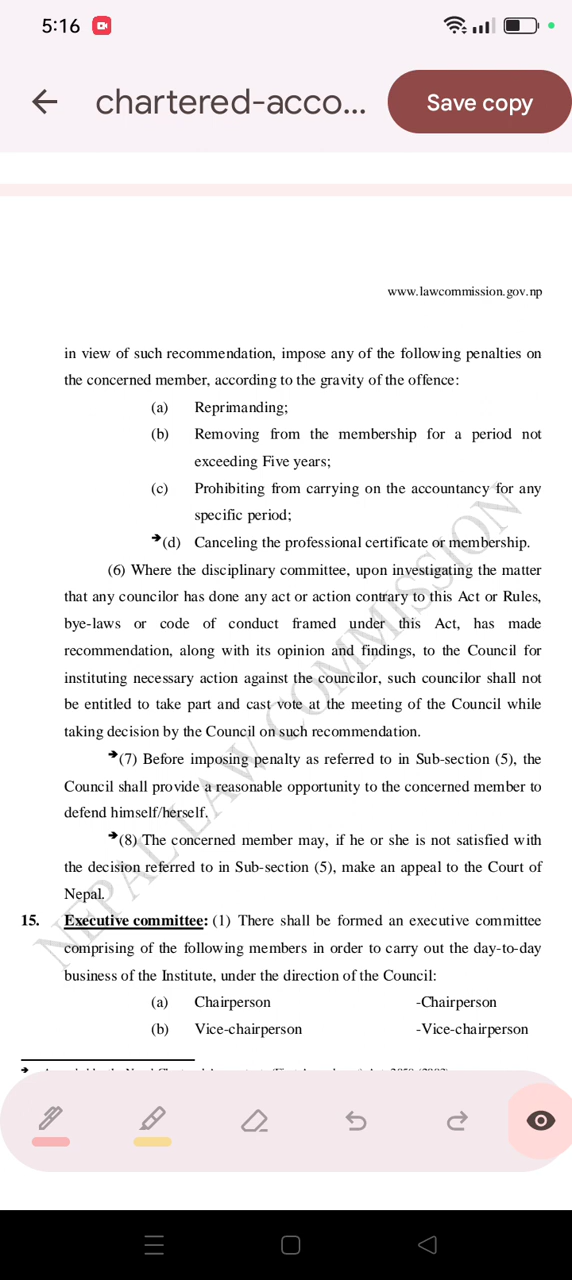 5:16
chartered-acco...
Save copy
www.lawcommission.gov.np
in view of such recommendation, impose any of the following penalties on
the concerned member, according to the gravity of the offence:
(a) Reprimanding;
(b) Removing from the membership for a period not
exceeding Five years;
(c) Prohibiting from carrying on the accountancy for any
specific period;
(d) Canceling the professional certificate or membership.
(6) Where the disciplinary committee, upon investigating the matter
that any councilor has done any act or action contrary to this Act or Rules,
bye-laws or code of conduct framed under this Act, has made
recommendation, along with its opinion and findings, to the Council for
instituting necessary action against the councilor, such councilor shall not
be entitled to take part and cast vote at the meeting of the Council while
taking decision by the Council on such recommendation.
(7) Before imposing penalty as referred to in Sub-section (5), the
Council shall provide a reasonable opportunity to the concerned member to
defend himself/herself.
(8) The concerned member may, if he or she is not satisfied with
the decision referred to in Sub-section (5), make an appeal to the Court of
Nepal.
15. Executive committee: (1) There shall be formed an executive committee
comprising of the following members in order to carry out the day-to-day
business of the Institute, under the direction of the Council:
(a) Chairperson -Chairperson
(b) Vice-chairperson -Vice-chairperson
NEPAL LAW COMMISSION